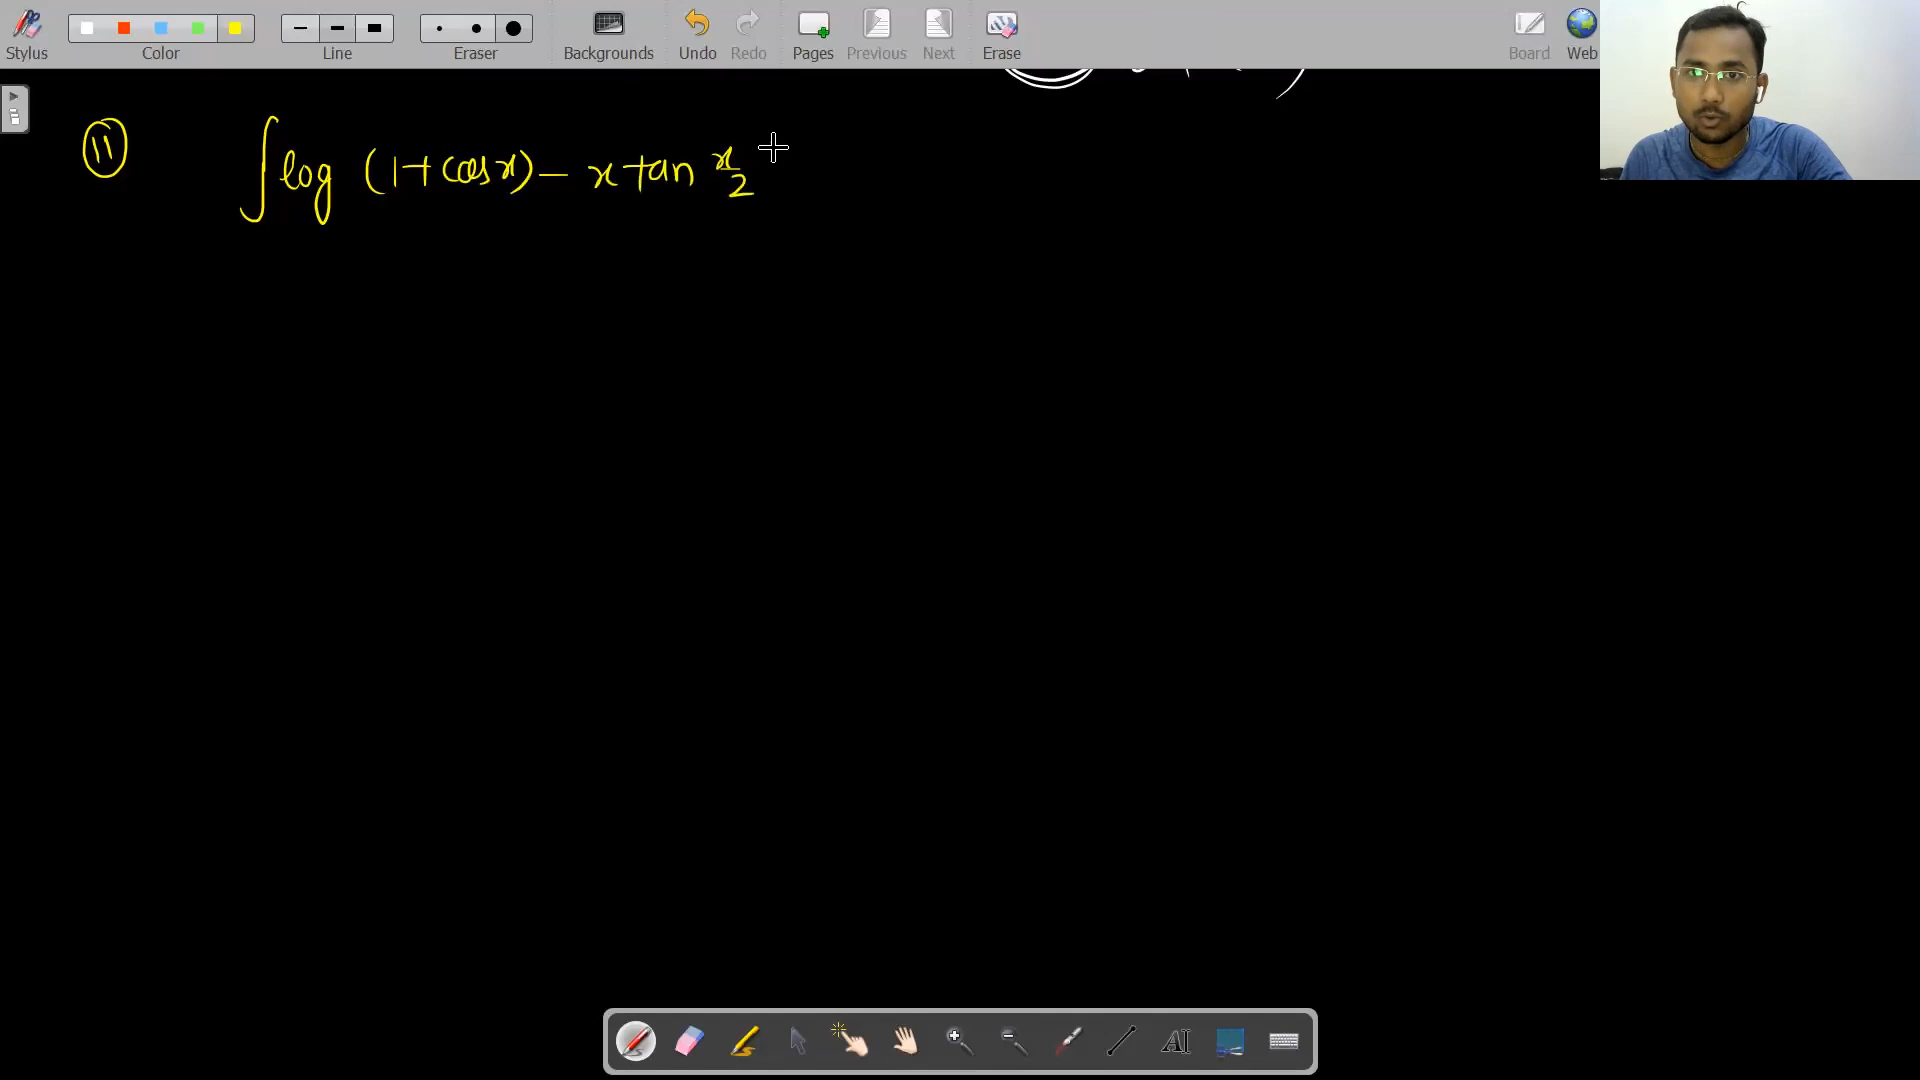 Stylus Color Line Eraser Backgrounds Undo Redo Pages Previous Next Erase Board Web
(11) ∫ log (1 + cos x) - x tan x/2
AI